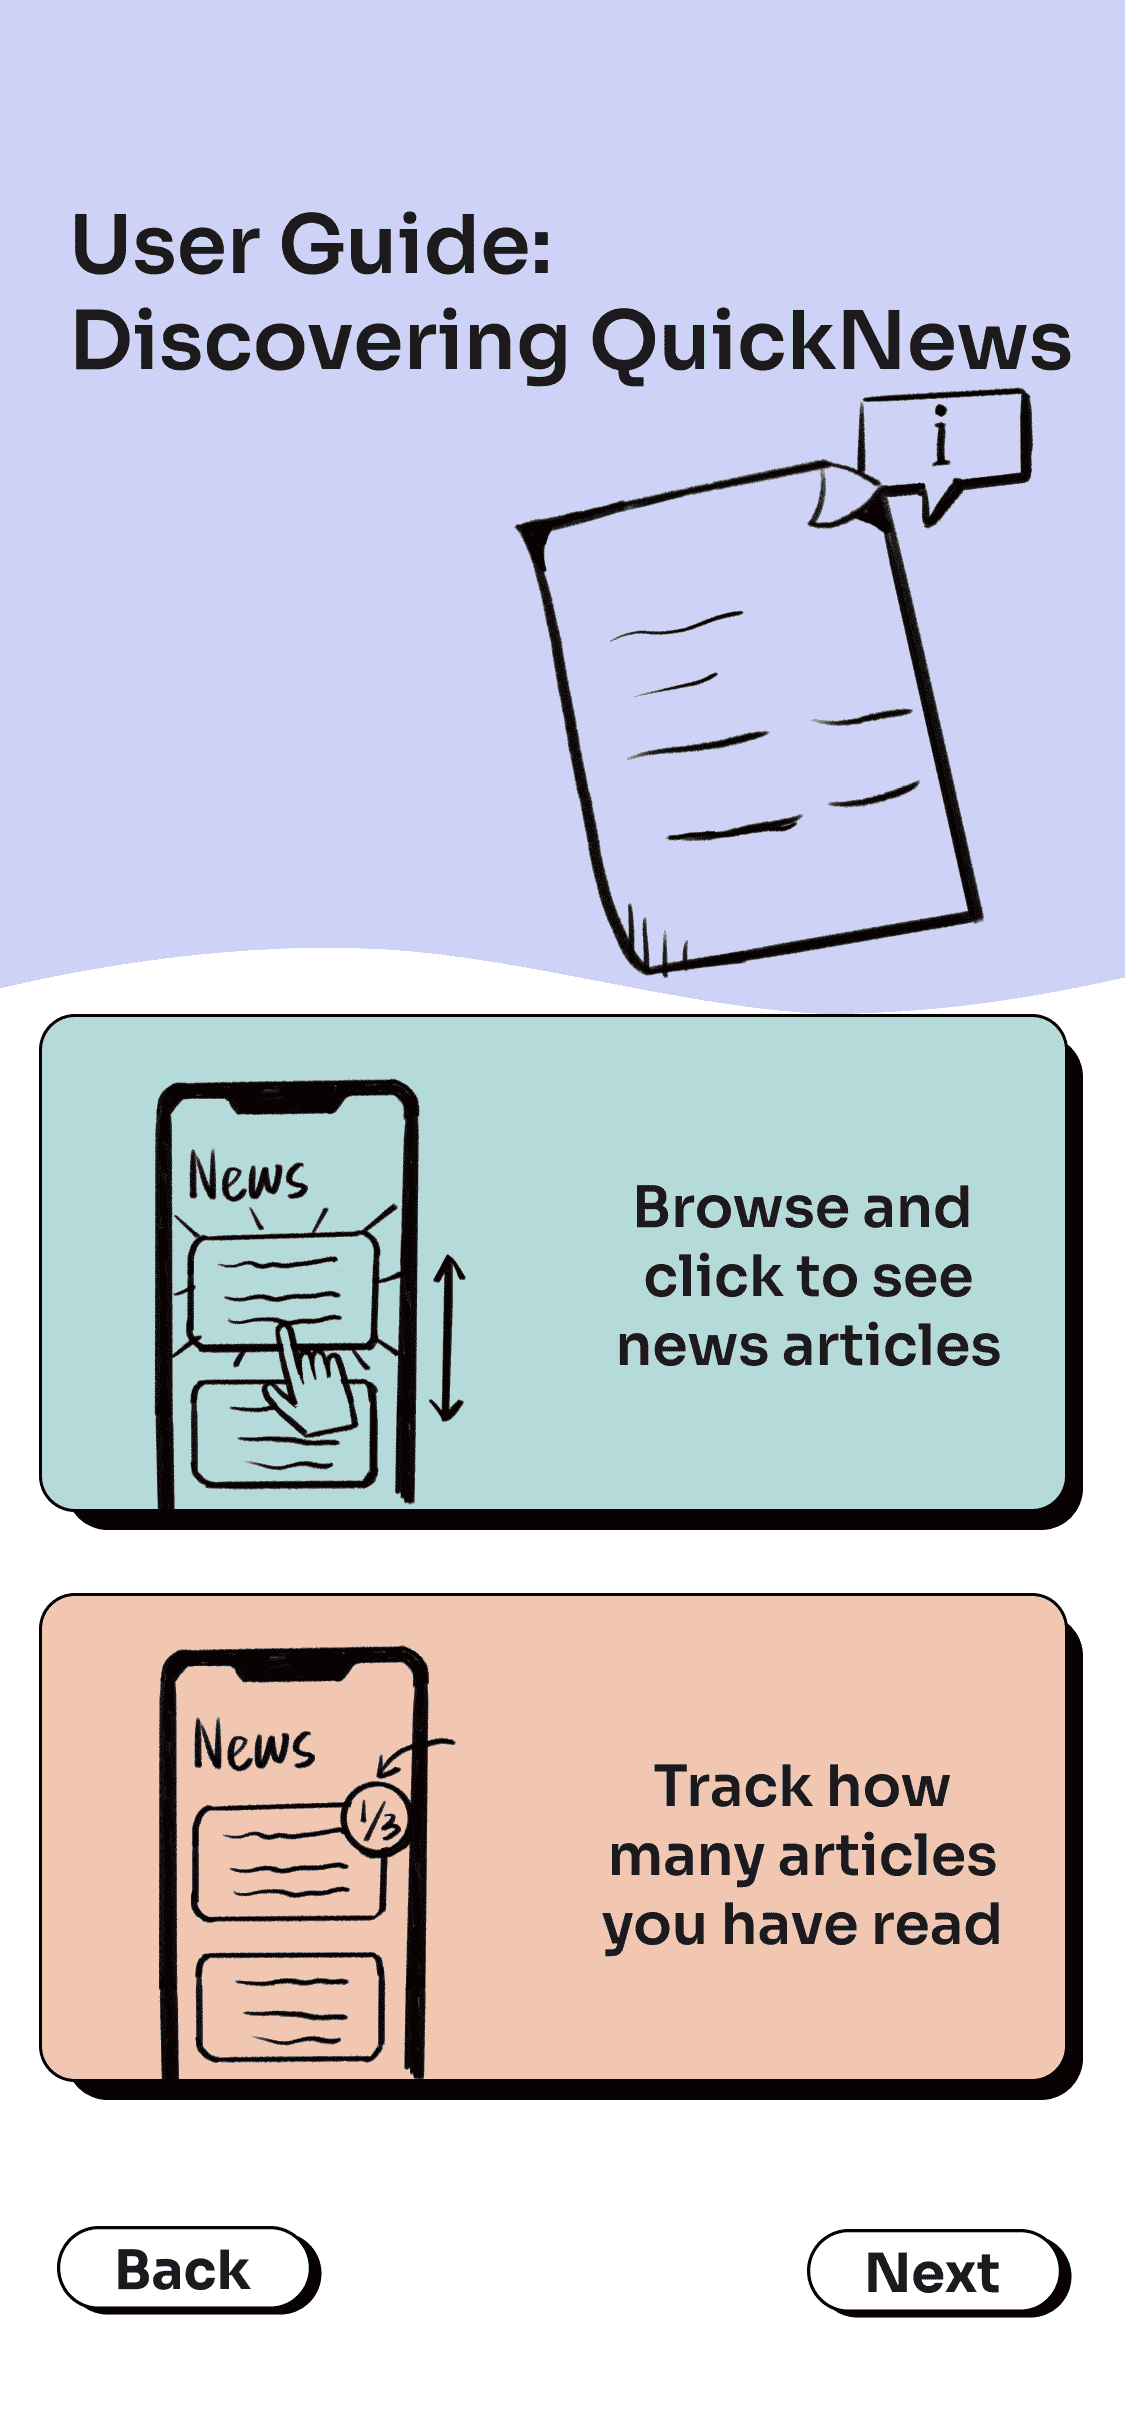 User Guide:
Discovering QuickNews
i
News
Browse and
click to see
news articles
News
1/3
Track how
many articles
you have read
Back
Next